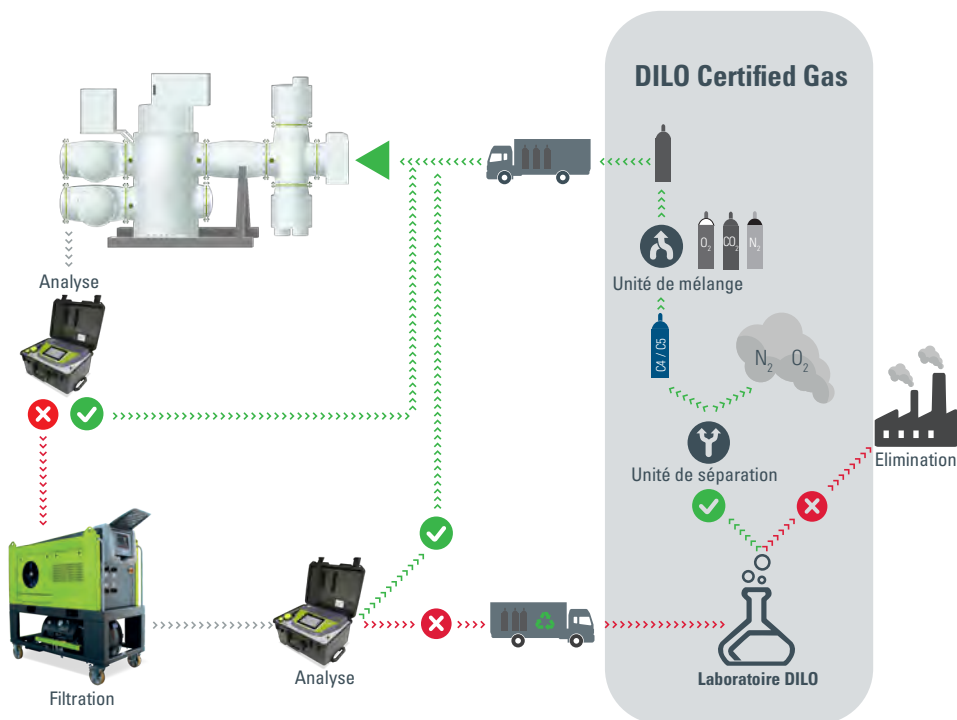 DILO Certified Gas
O2
CO2
N2
Unité de mélange
Analyse
C4 / C5
N2 O2
Unité de séparation
Elimination
Laboratoire DILO
Analyse
Filtration